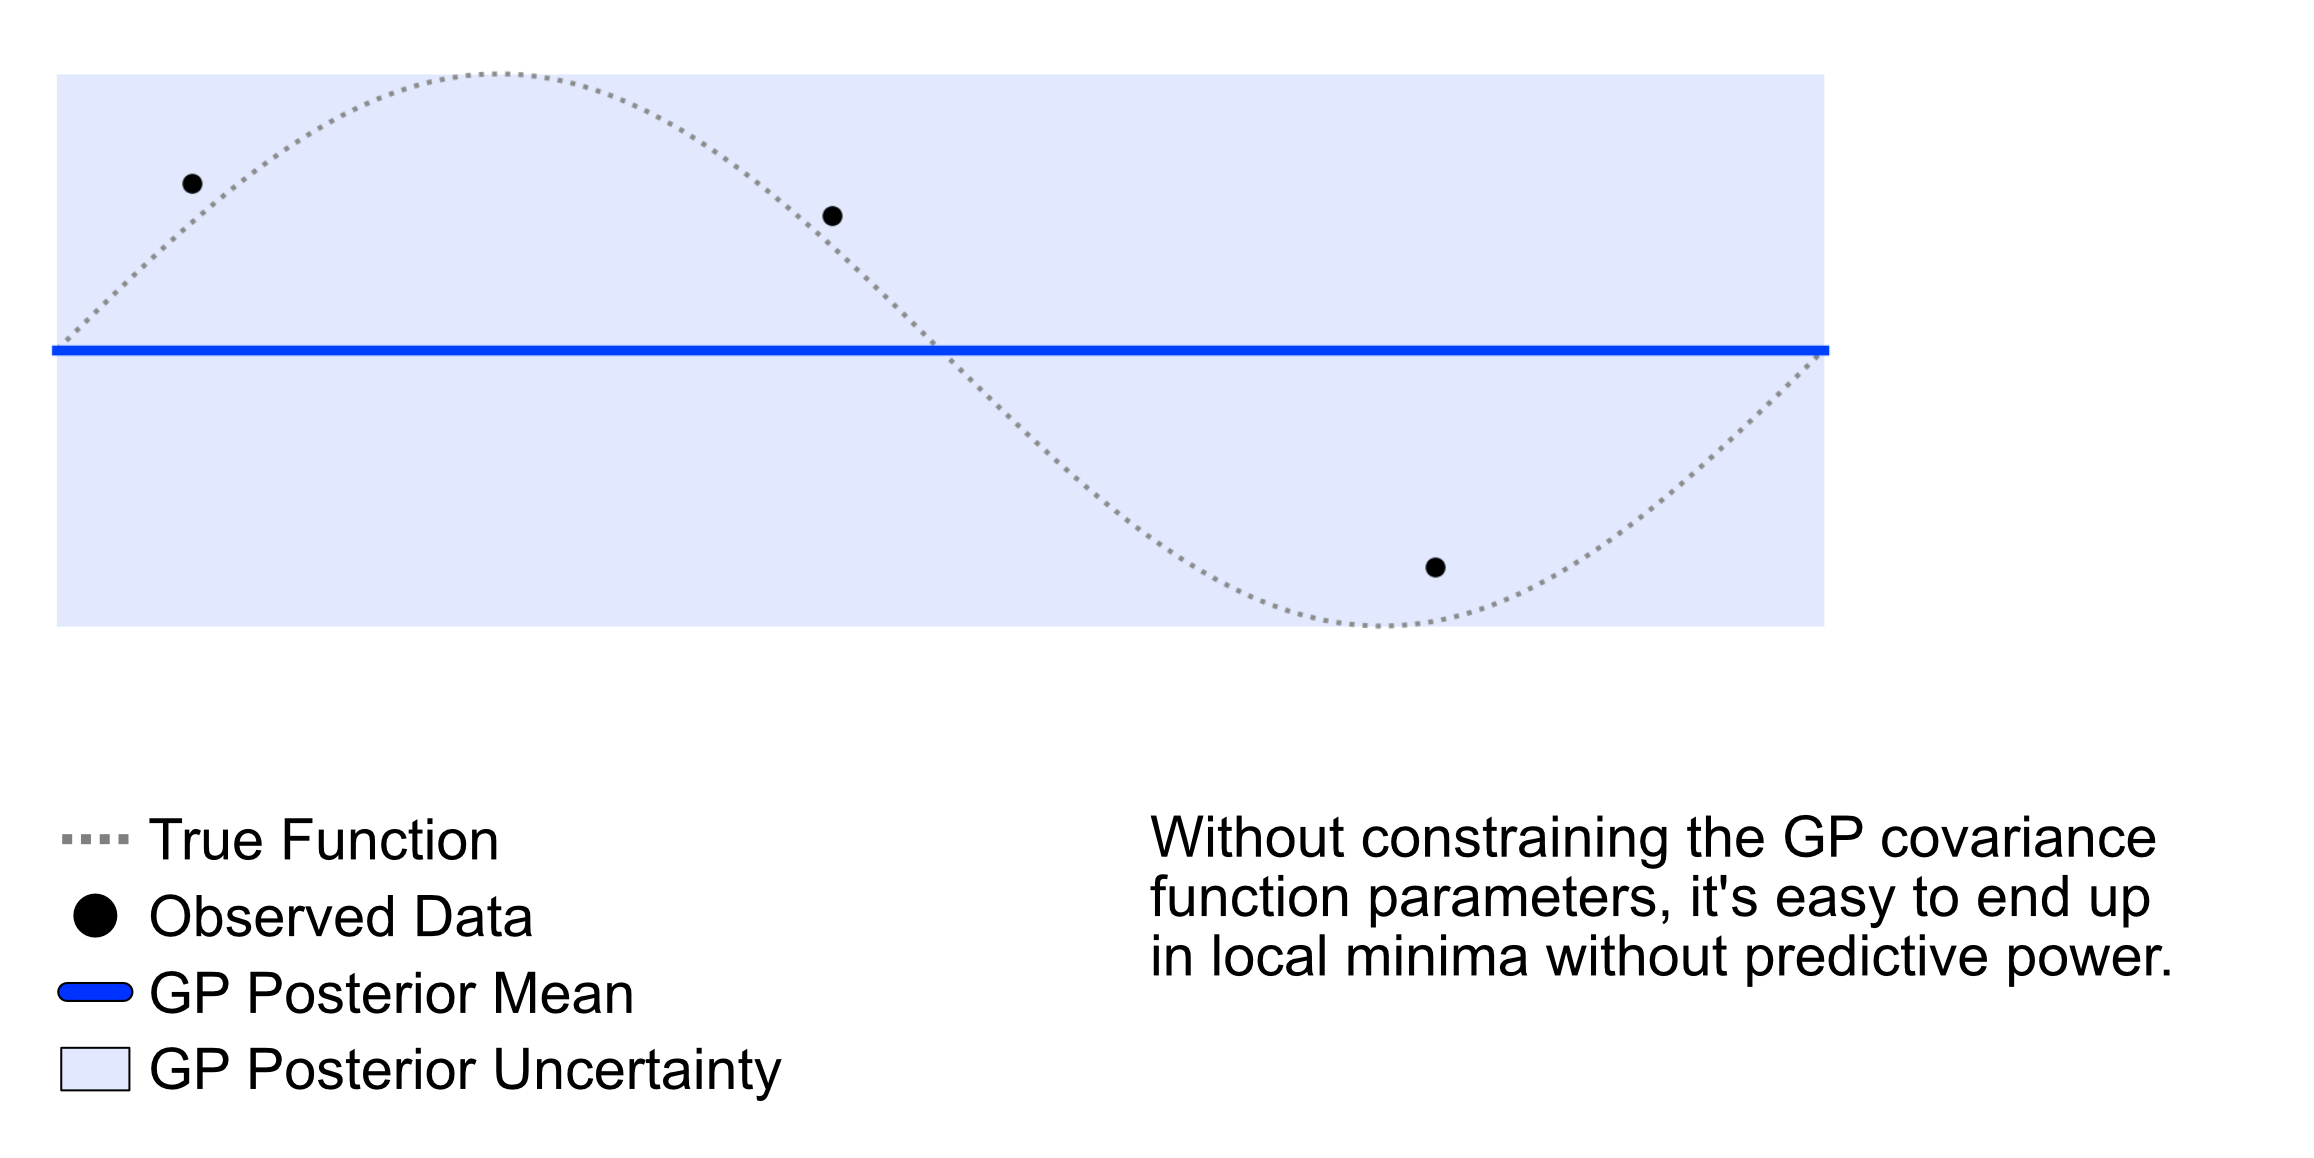 True Function
Observed Data
GP Posterior Mean
GP Posterior Uncertainty
Without constraining the GP covariance
function parameters, it's easy to end up
in local minima without predictive power.